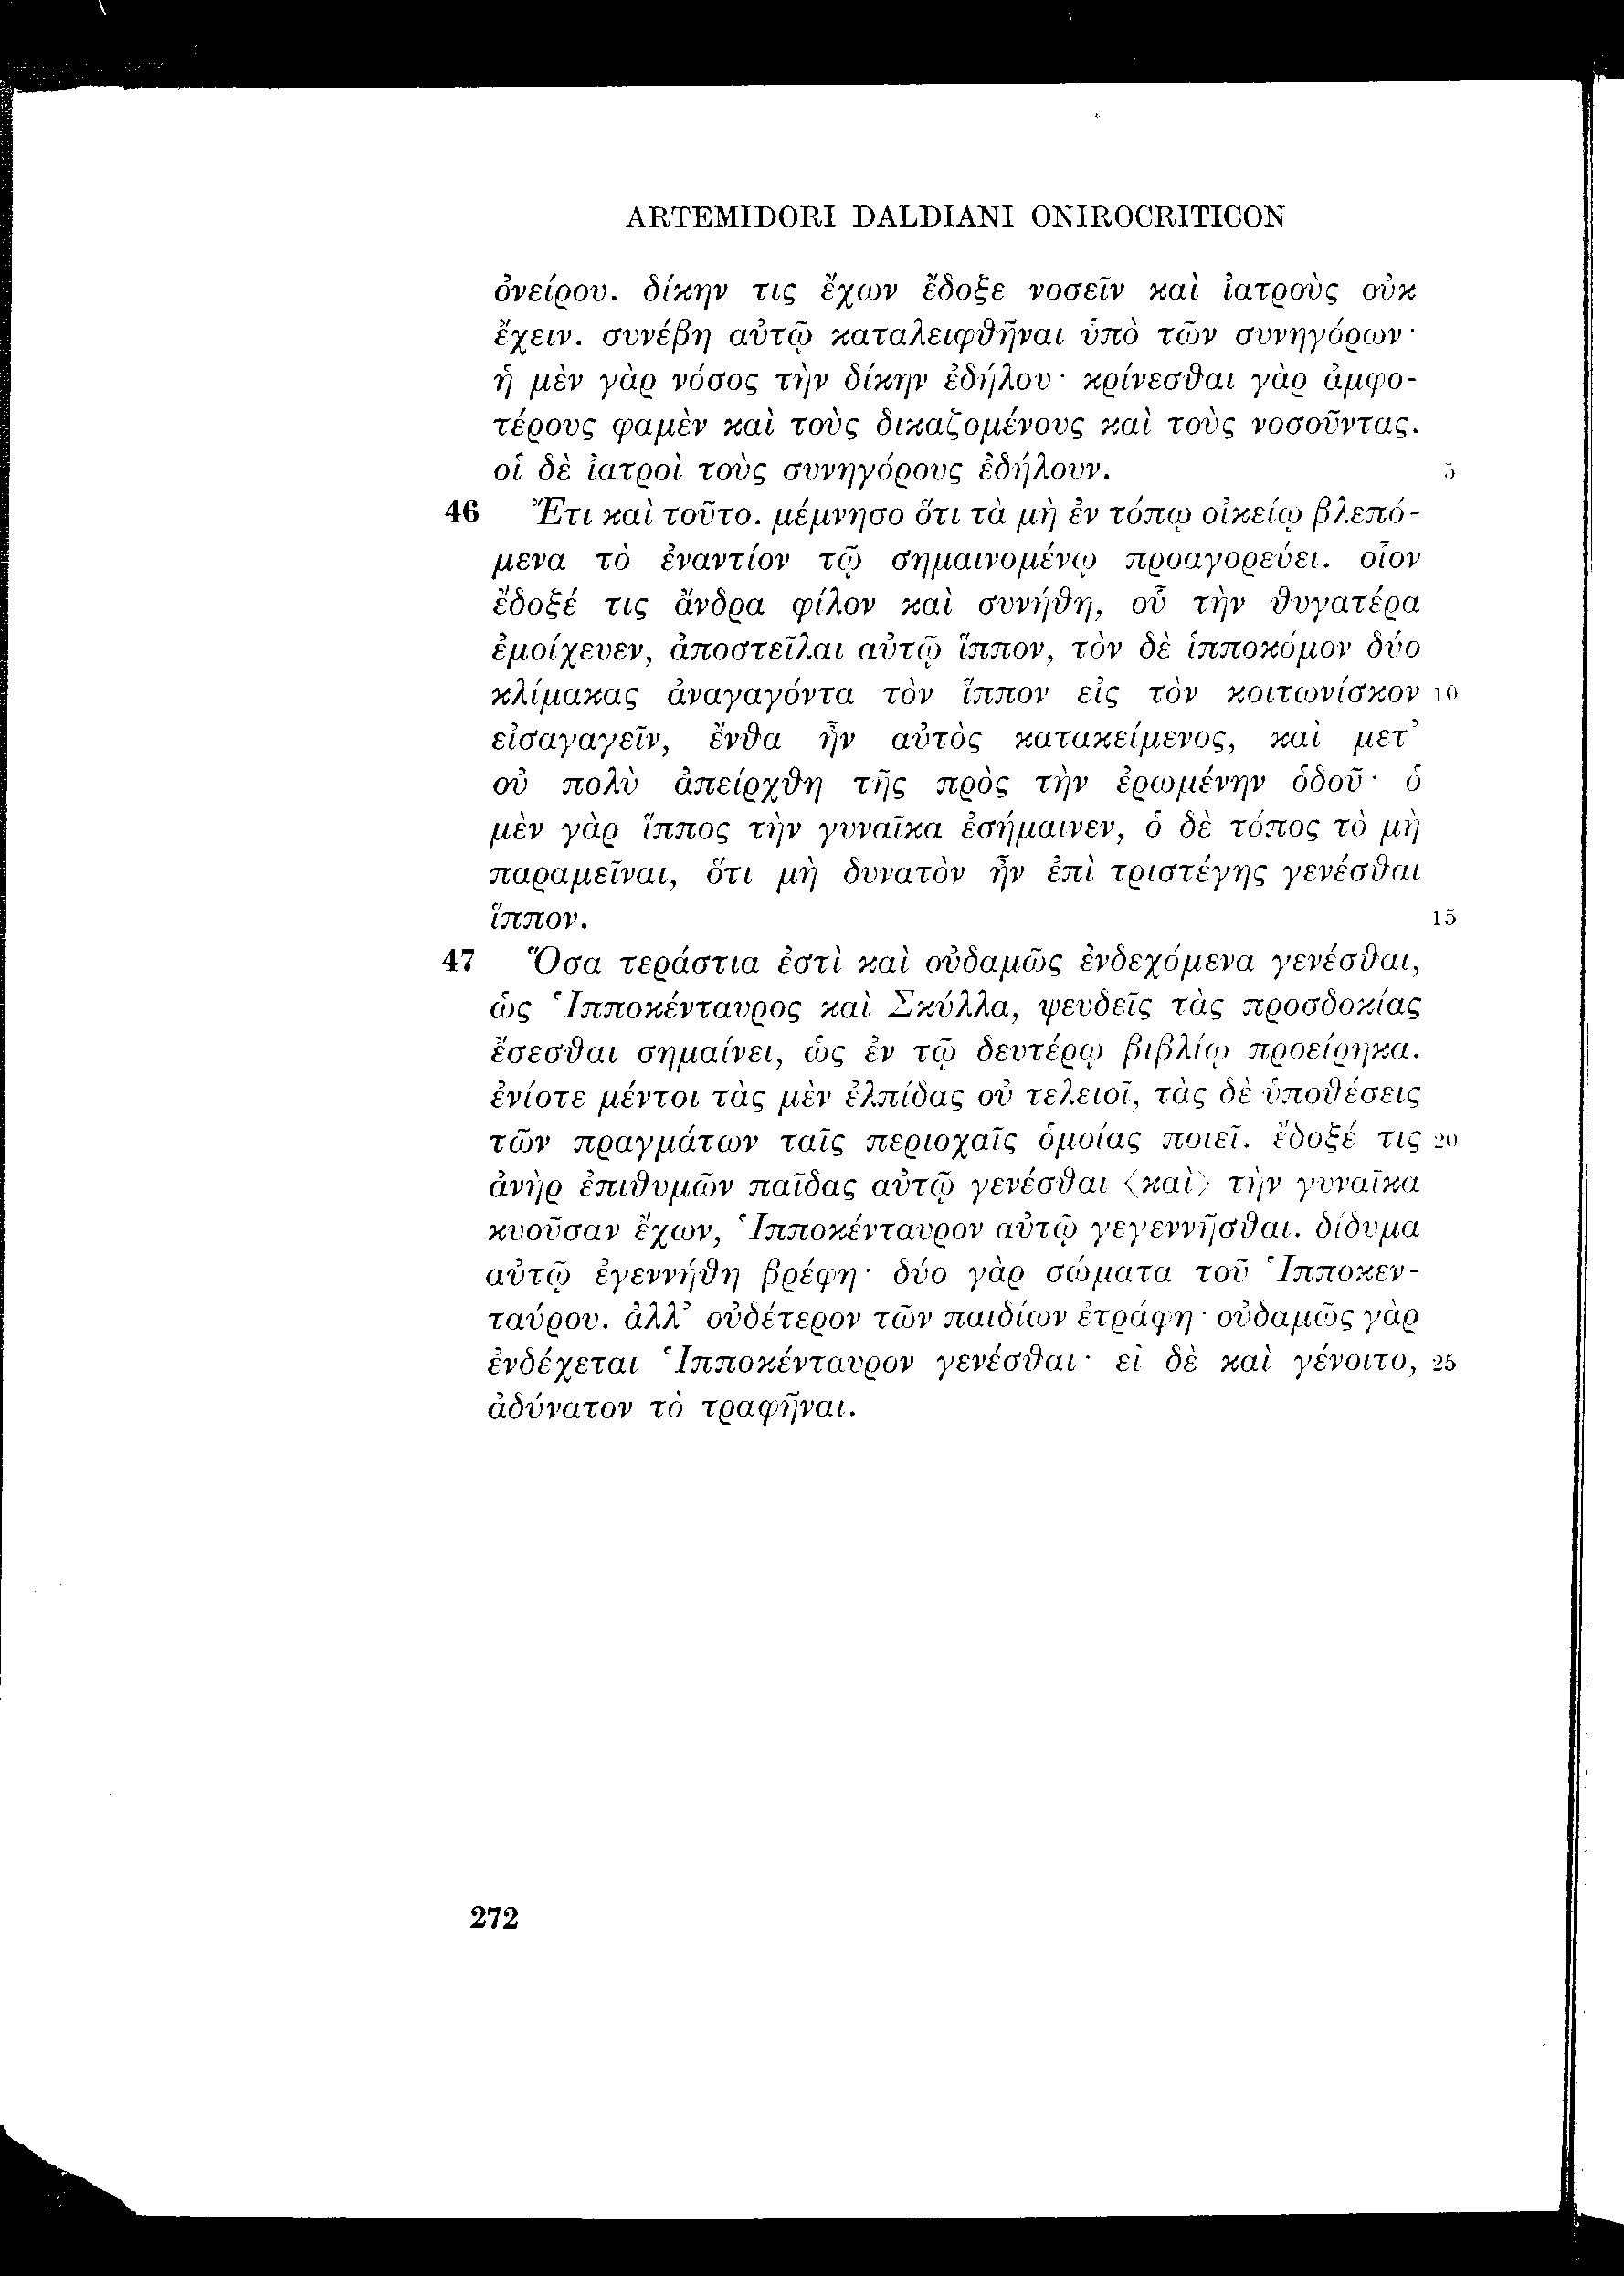 ARTEMIDORI DALDIANI ONIROCRITICON
ὀνείρου. δίκην τις ἔχων ἔδοξε νοσεῖν καὶ ἰατροὺς οὐκ
ἔχειν. συνέβη αὐτῷ καταλειφθῆναι ὑπὸ τῶν συνηγόρων·
ἡ μὲν γὰρ νόσος τὴν δίκην ἐδήλου· κρίνεσθαι γὰρ ἀμφο-
τέρους φαμὲν καὶ τοὺς δικαζομένους καὶ τοὺς νοσοῦντας.
οἱ δὲ ἰατροὶ τοὺς συνηγόρους ἐδήλουν. 5
46 Ἔτι καὶ τοῦτο. μέμνησο ὅτι τὰ μὴ ἐν τόπῳ οἰκείῳ βλεπό-
μενα τὸ ἐναντίον τῷ σημαινομένῳ προαγορεύει. οἷον
ἔδοξέ τις ἄνδρα φίλον καὶ συνήθη, οὗ τὴν θυγατέρα
ἐμοίχευεν, ἀποστεῖλαι αὐτῷ ἵππον, τὸν δὲ ἱπποκόμον δύο
κλίμακας ἀναγαγόντα τὸν ἵππον εἰς τὸν κοιτωνίσκον 10
εἰσαγαγεῖν, ἔνθα ἦν αὐτὸς κατακείμενος, καὶ μετ’
οὐ πολὺ ἀπείρχθη τῆς πρὸς τὴν ἐρωμένην ὁδοῦ· ὁ
μὲν γὰρ ἵππος τὴν γυναῖκα ἐσήμαινεν, ὁ δὲ τόπος τὸ μὴ
παραμεῖναι, ὅτι μὴ δυνατὸν ἦν ἐπὶ τριστέγης γενέσθαι
ἵππον. 15
47 Ὅσα τεράστια ἐστὶ καὶ οὐδαμῶς ἐνδεχόμενα γενέσθαι,
ὡς Ἱπποκένταυρος καὶ Σκύλλα, ψευδεῖς τὰς προσδοκίας
ἔσεσθαι σημαίνει, ὡς ἐν τῷ δευτέρῳ βιβλίῳ προείρηκα.
ἐνίοτε μέντοι τὰς μὲν ἐλπίδας οὐ τελειοῖ, τὰς δὲ ὑποθέσεις
τῶν πραγμάτων ταῖς περιοχαῖς ὁμοίας ποιεῖ. ἔδοξέ τις 20
ἀνὴρ ἐπιθυμῶν παῖδας αὐτῷ γενέσθαι ⟨καὶ⟩ τὴν γυναῖκα
κυοῦσαν ἔχων, Ἱπποκένταυρον αὐτῷ γεγεννῆσθαι. δίδυμα
αὐτῷ ἐγεννήθη βρέφη· δύο γὰρ σώματα τοῦ Ἱπποκεν-
ταύρου. ἀλλ’ οὐδέτερον τῶν παιδίων ἐτράφη· οὐδαμῶς γὰρ
ἐνδέχεται Ἱπποκένταυρον γενέσθαι· εἰ δὲ καὶ γένοιτο, 25
ἀδύνατον τὸ τραφῆναι.
272